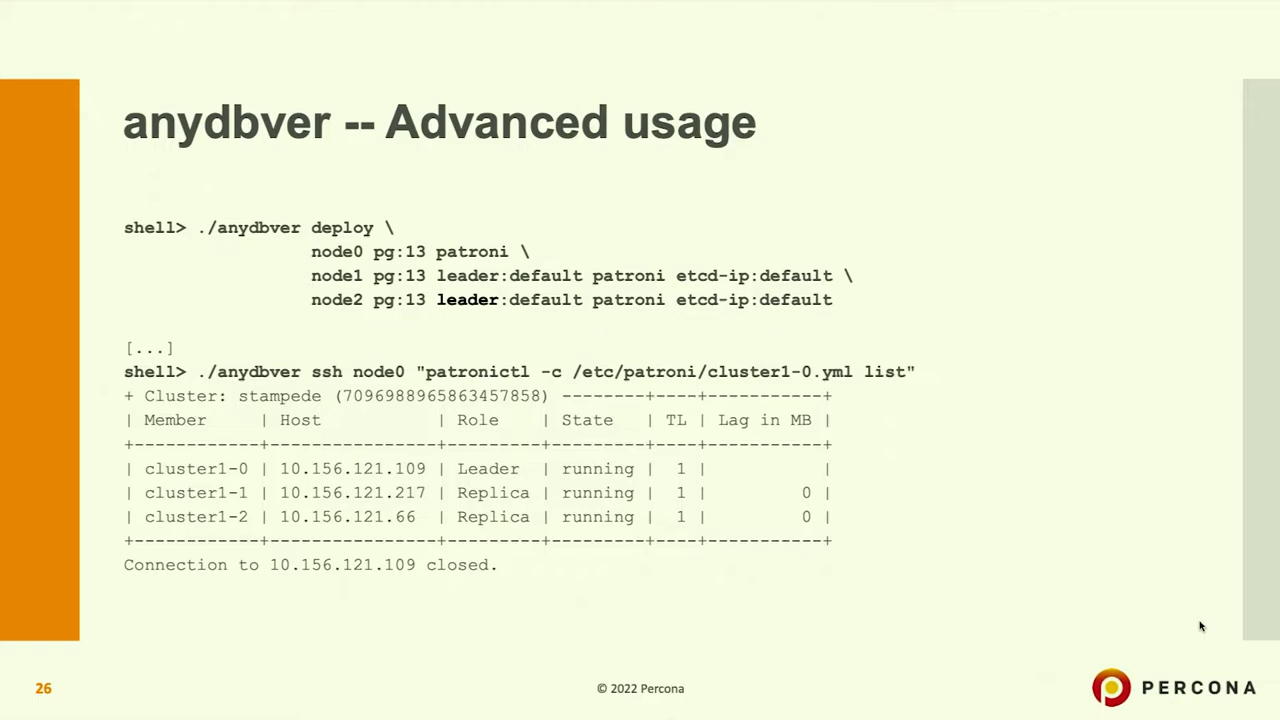 anydbver -- Advanced usage
shell> ./anydbver deploy \
node0 pg:13 patroni \
node1 pg:13 leader:default patroni etcd-ip:default \
node2 pg:13 leader:default patroni etcd-ip:default
[...]
shell> ./anydbver ssh node0 "patronictl -c /etc/patroni/cluster1-0.yml list"
+ Cluster: stampede (7096988965863457858) --------+----+-----------+
| Member     | Host           | Role    | State   | TL | Lag in MB |
+------------+----------------+---------+---------+----+-----------+
| cluster1-0 | 10.156.121.109 | Leader  | running |  1 |           |
| cluster1-1 | 10.156.121.217 | Replica | running |  1 |         0 |
| cluster1-2 | 10.156.121.66  | Replica | running |  1 |         0 |
+------------+----------------+---------+---------+----+-----------+
Connection to 10.156.121.109 closed.
26
© 2022 Percona
PERCONA